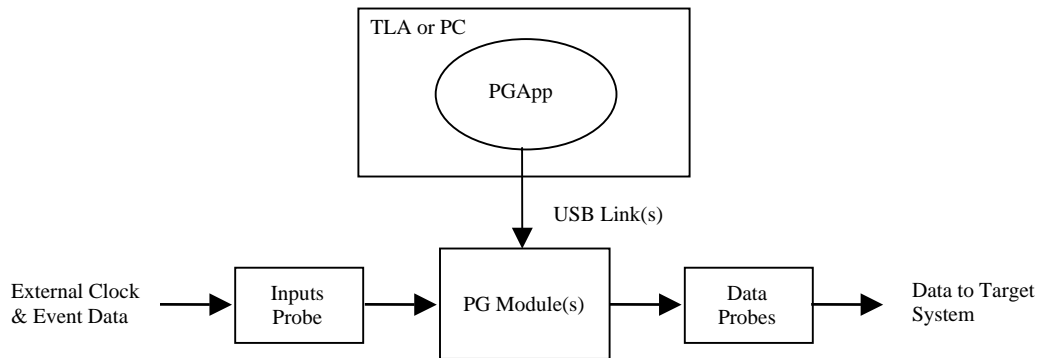 TLA or PC
PGApp
USB Link(s)
External Clock
& Event Data
Inputs
Probe
PG Module(s)
Data
Probes
Data to Target
System